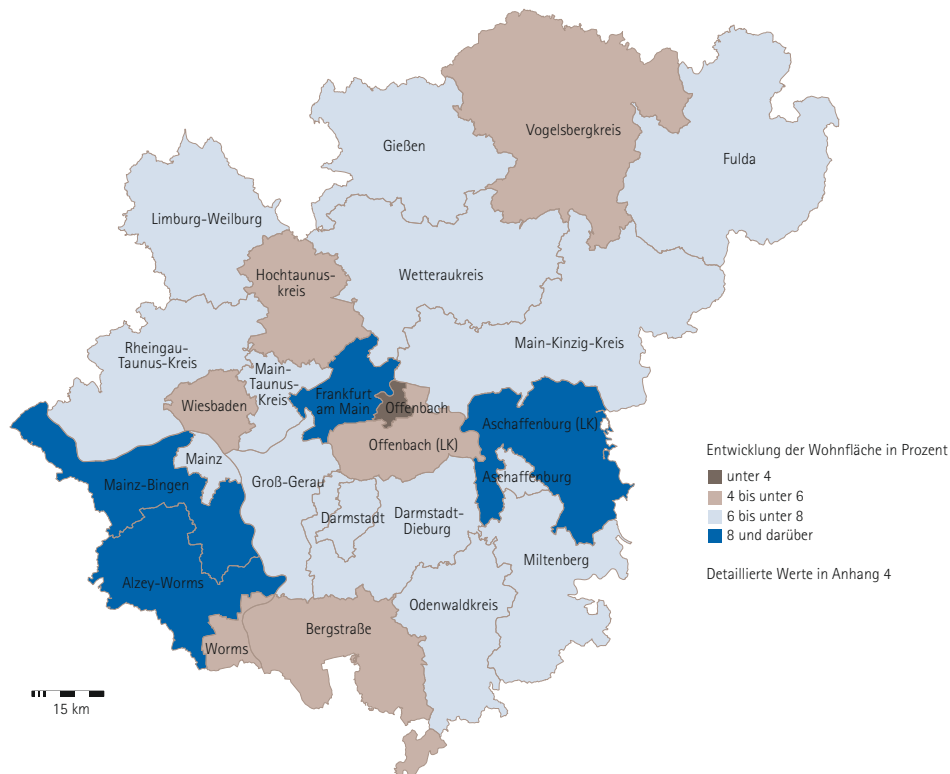 Vogelsbergkreis
Gießen
Fulda
Limburg-Weilburg
Hochtaunus-
kreis
Wetteraukreis
Rheingau-
Taunus-Kreis
Main-
Taunus-
Kreis
Main-Kinzig-Kreis
Wiesbaden
Frankfurt
am Main
Offenbach
Aschaffenburg (LK)
Offenbach (LK)
Mainz
Mainz-Bingen
Groß-Gerau
Aschaffenburg
Darmstadt
Darmstadt-
Dieburg
Miltenberg
Alzey-Worms
Odenwaldkreis
Bergstraße
Worms
15 km
Entwicklung der Wohnfläche in Prozent
unter 4
4 bis unter 6
6 bis unter 8
8 und darüber
Detaillierte Werte in Anhang 4